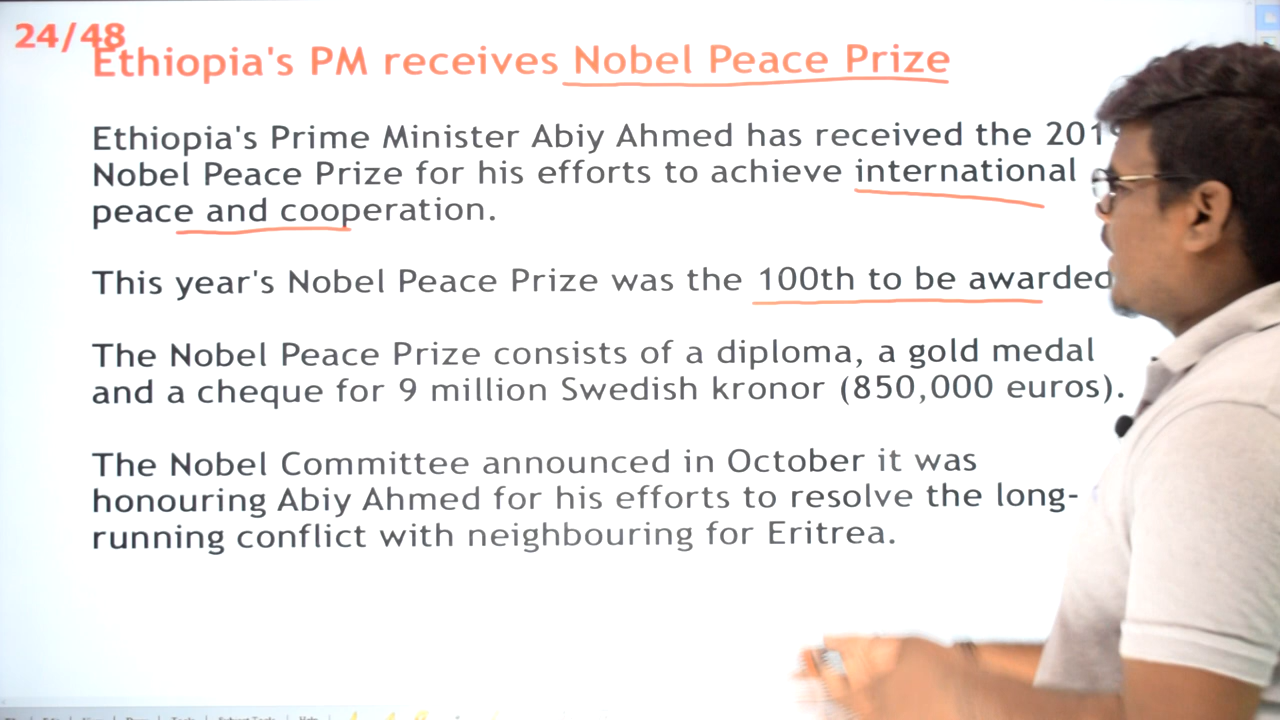 24/48
Ethiopia's PM receives Nobel Peace Prize
Ethiopia's Prime Minister Abiy Ahmed has received the 201
Nobel Peace Prize for his efforts to achieve international
peace and cooperation.
This year's Nobel Peace Prize was the 100th to be awarded
The Nobel Peace Prize consists of a diploma, a gold medal
and a cheque for 9 million Swedish kronor (850,000 euros).
The Nobel Committee announced in October it was
honouring Abiy Ahmed for his efforts to resolve the long-
running conflict with neighbouring for Eritrea.